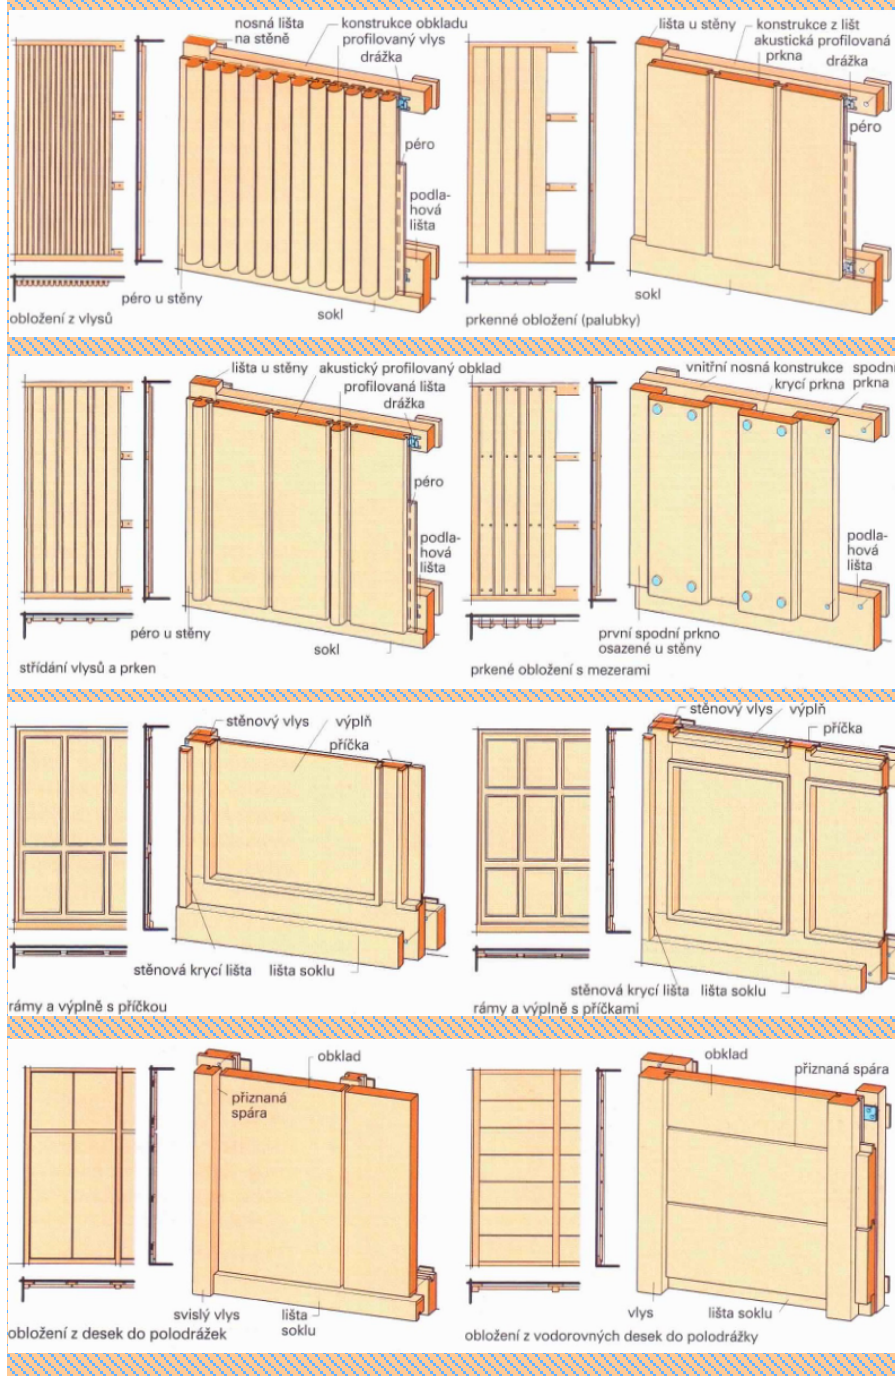 nosná lišta
na stěně
konstrukce obkladu
profilovaný vlys
drážka
péro
podla-
hová
lišta
péro u stěny
sokl
obložení z vlysů
lišta u stěny
konstrukce z lišt
akustická profilovaná
prkna
drážka
péro
sokl
prkenné obložení (palubky)
lišta u stěny
akustický profilovaný obklad
profilovaná lišta
drážka
péro
podla-
hová
lišta
péro u stěny
sokl
střídání vlysů a prken
vnitřní nosná konstrukce
krycí prkna
spodní
prkna
podla-
hová
lišta
první spodní prkno
osazené u stěny
prkené obložení s mezerami
stěnový vlys
výplň
příčka
stěnová krycí lišta
lišta soklu
rámy a výplně s příčkou
stěnový vlys
výplň
příčka
stěnová krycí lišta
lišta soklu
rámy a výplně s příčkami
obklad
přiznaná
spára
svislý vlys
lišta
soklu
obložení z desek do polodrážek
obklad
přiznaná spára
vlys
lišta soklu
obložení z vodorovných desek do polodrážky